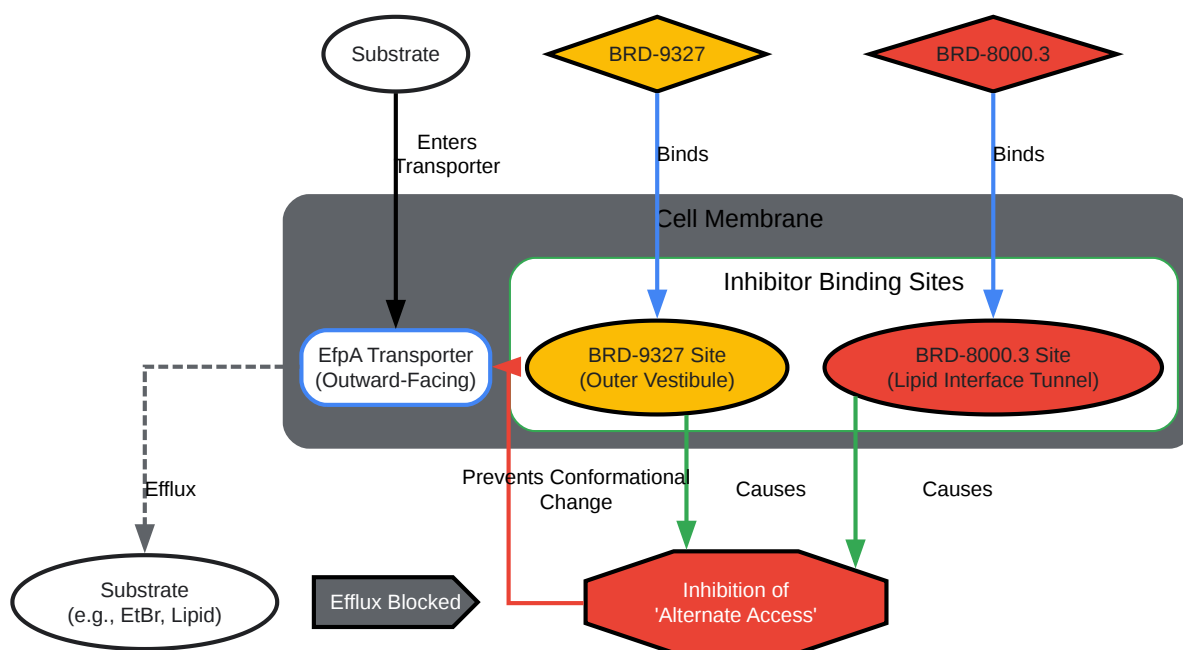 Substrate
BRD-9327
BRD-8000.3
Enters
Transporter
Binds
Binds
Cell Membrane
Inhibitor Binding Sites
EfpA Transporter
(Outward-Facing)
BRD-9327 Site
(Outer Vestibule)
BRD-8000.3 Site
(Lipid Interface Tunnel)
Efflux
Prevents Conformational
Change
Causes
Causes
Substrate
(e.g., EtBr, Lipid)
Efflux Blocked
Inhibition of
'Alternate Access'